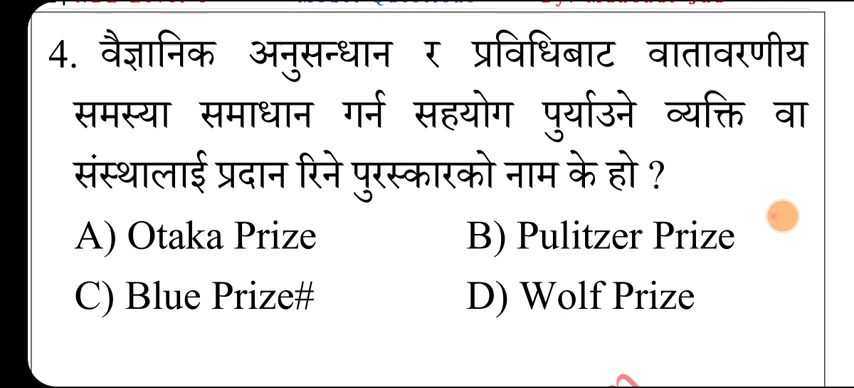 4. वैज्ञानिक अनुसन्धान र प्रविधिबाट वातावरणीय
समस्या समाधान गर्न सहयोग पुर्याउने व्यक्ति वा
संस्थालाई प्रदान रिने पुरस्कारको नाम के हो ?
A) Otaka Prize B) Pulitzer Prize
C) Blue Prize# D) Wolf Prize